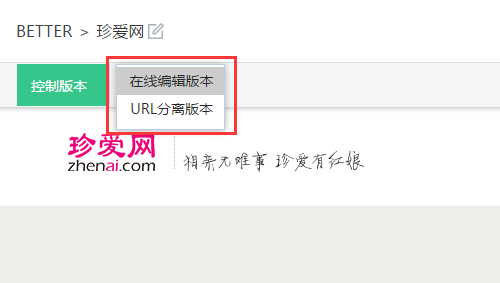 BETTER > 珍爱网
控制版本
在线编辑版本
URL分离版本
珍爱网
zhenai.com
相亲无难事 珍爱有红娘